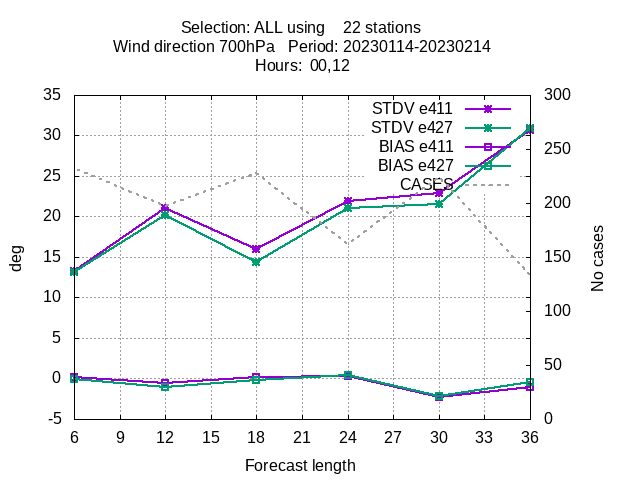 Selection: ALL using    22 stations
Wind direction 700hPa   Period: 20230114-20230214
Hours:  00,12
35
30
25
20
15
10
5
0
-5
300
250
200
150
100
50
0
STDV e411
STDV e427
BIAS e411
BIAS e427
CASES
deg
No cases
6 9 12 15 18 21 24 27 30 33 36
Forecast length